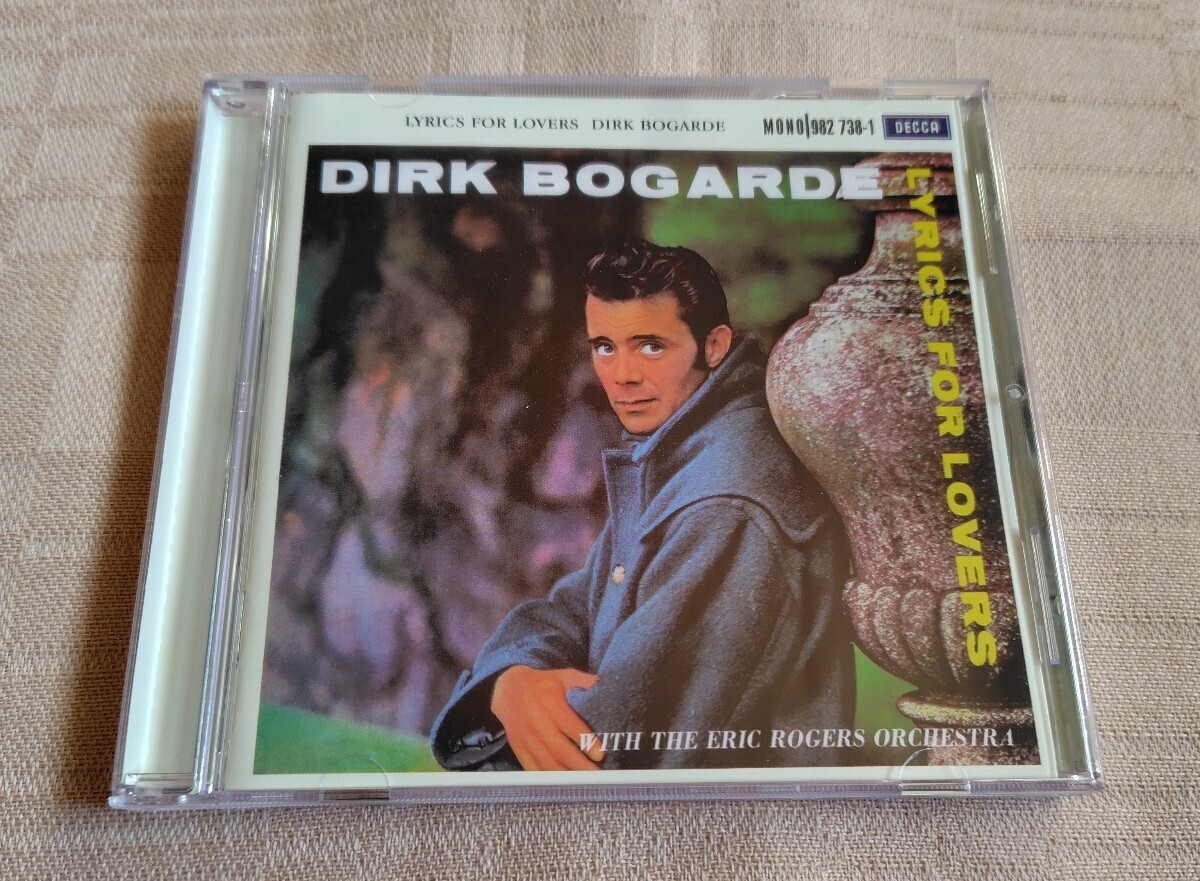 LYRICS FOR LOVERS DIRK BOGARDE MONO|982 738-1 DECCA
DIRK BOGARDE
LYRICS FOR LOVERS
WITH THE ERIC ROGERS ORCHESTRA